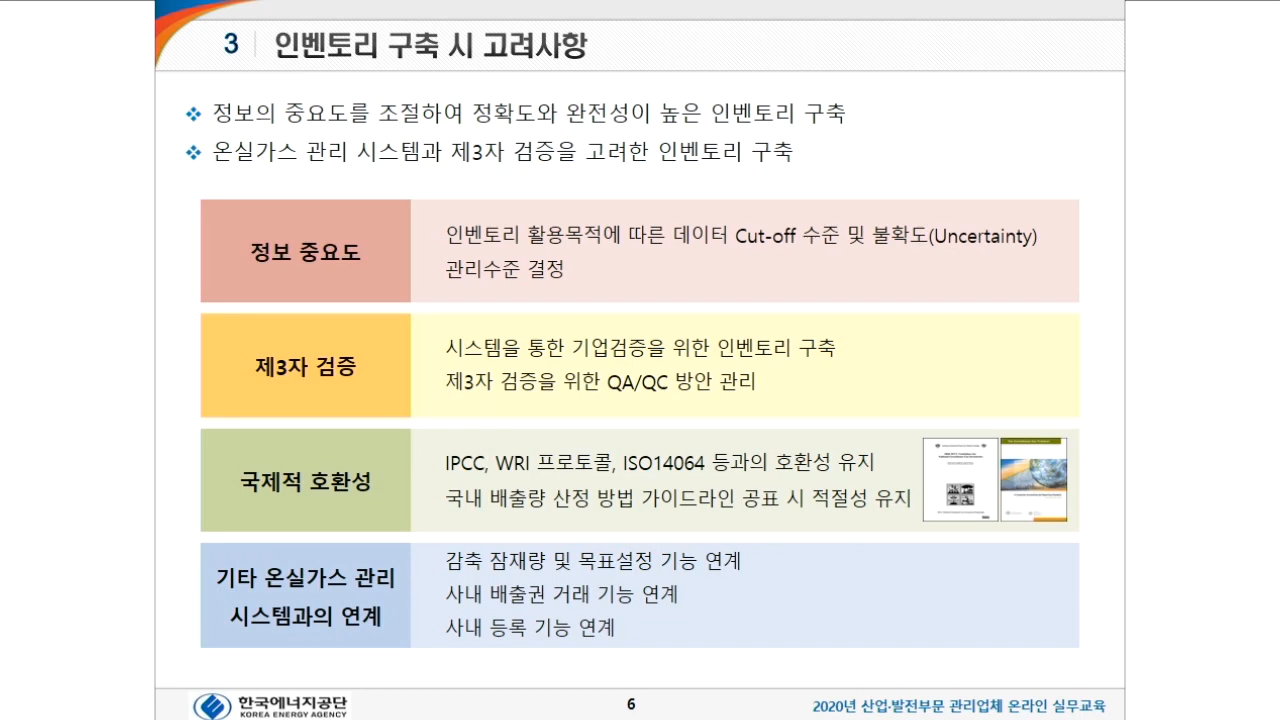 3 인벤토리 구축 시 고려사항
정보의 중요도를 조절하여 정확도와 완전성이 높은 인벤토리 구축
온실가스 관리 시스템과 제3자 검증을 고려한 인벤토리 구축
정보 중요도
인벤토리 활용목적에 따른 데이터 Cut-off 수준 및 불확도(Uncertainty)
관리수준 결정
제3자 검증
시스템을 통한 기업검증을 위한 인벤토리 구축
제3자 검증을 위한 QA/QC 방안 관리
국제적 호환성
IPCC, WRI 프로토콜, ISO14064 등과의 호환성 유지
국내 배출량 산정 방법 가이드라인 공표 시 적절성 유지
기타 온실가스 관리
시스템과의 연계
감축 잠재량 및 목표설정 기능 연계
사내 배출권 거래 기능 연계
사내 등록 기능 연계
한국에너지공단
KOREA ENERGY AGENCY
6
2020년 산업·발전부문 관리업체 온라인 실무교육